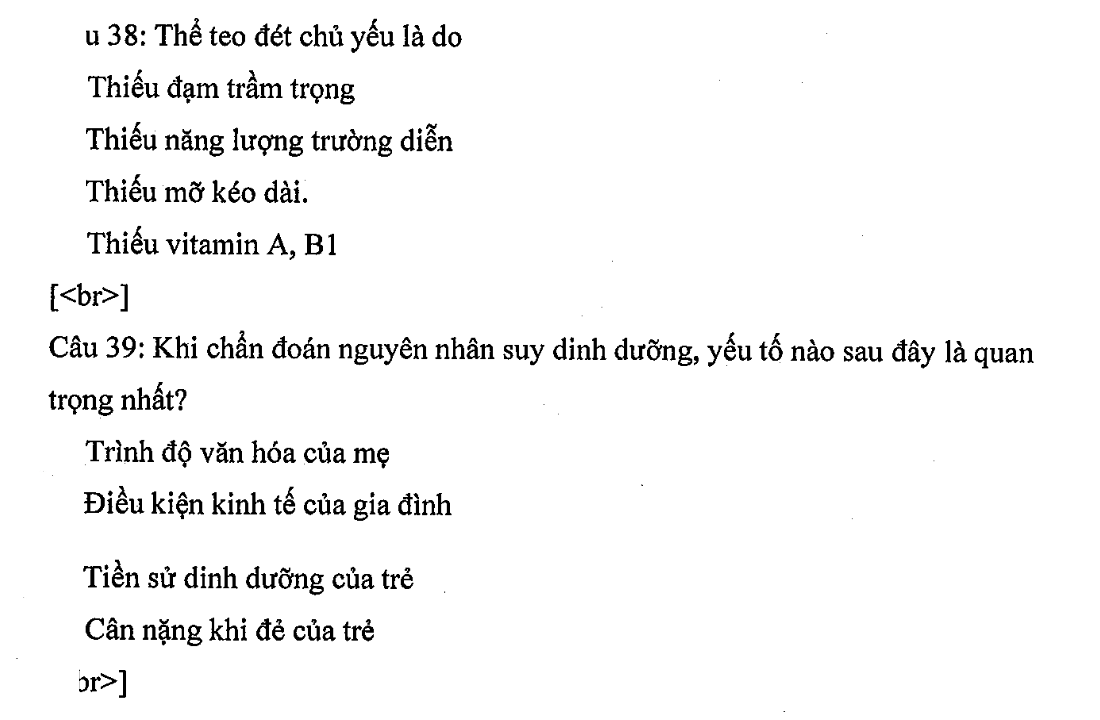 u 38: Thể teo đét chủ yếu là do
Thiếu đạm trầm trọng
Thiếu năng lượng trường diễn
Thiếu mỡ kéo dài.
Thiếu vitamin A, B1
[<br>]
Câu 39: Khi chẩn đoán nguyên nhân suy dinh dưỡng, yếu tố nào sau đây là quan
trọng nhất?
Trình độ văn hóa của mẹ
Điều kiện kinh tế của gia đình
Tiền sử dinh dưỡng của trẻ
Cân nặng khi đẻ của trẻ
br>]